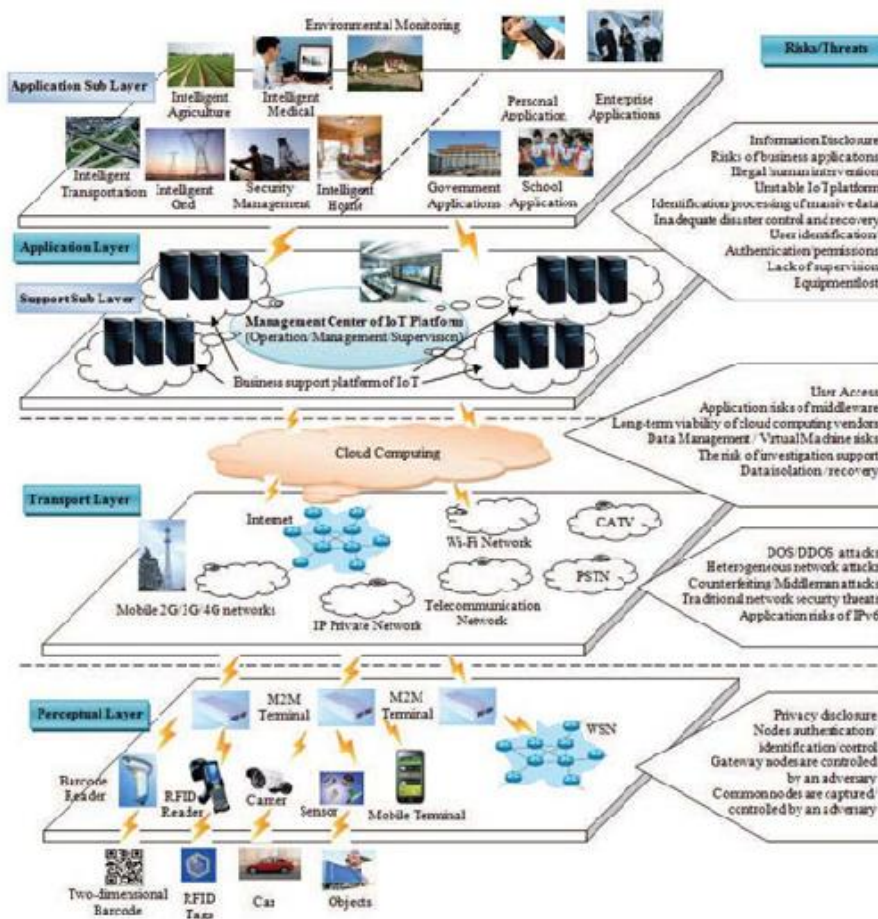 Environmental Monitoring
Risks/Threats
Application Sub Layer
Intelligent
Agriculture
Intelligent
Medical
Personal
Application
Enterprise
Applications
Intelligent
Transportation
Intelligent
Grid
Security
Management
Intelligent
Home
Government
Applications
School
Application
Information Disclosure
Risks of business applications
Illegal human intervention
Unstable IoT platform
Identification processing of massive data
Inadequate disaster control and recovery
User identification
Authentication/permissions
Lack of supervision
Equipment lost
Application Layer
Support Sub Layer
Management Center of IoT Platform
(Operation/Management/Supervision)
Business support platform of IoT
User Access
Application risks of middleware
Long-term viability of cloud computing vendors
Data Management / Virtual Machine risks
The risk of investigation support
Data isolation / recovery
Cloud Computing
Transport Layer
Internet
Wi-Fi Network
CATV
Mobile 2G/3G/4G networks
IP Private Network
Telecommunication
Network
PSTN
DOS/DDOS attacks
Heterogeneous network attacks
Counterfeiting/Middleman attacks
Traditional network security threats
Application risks of IPv6
Perceptual Layer
M2M
Terminal
M2M
Terminal
WSN
Barcode
Reader
RFID
Reader
Camer
Sensor
Mobile Terminal
Privacy disclosure
Nodes authentication/
identification/control
Gateway nodes are controled
by an adversary
Common nodes are captured/
controled by an adversary
Two-dimensional
Barcode
RFID
Tags
Car
Objects